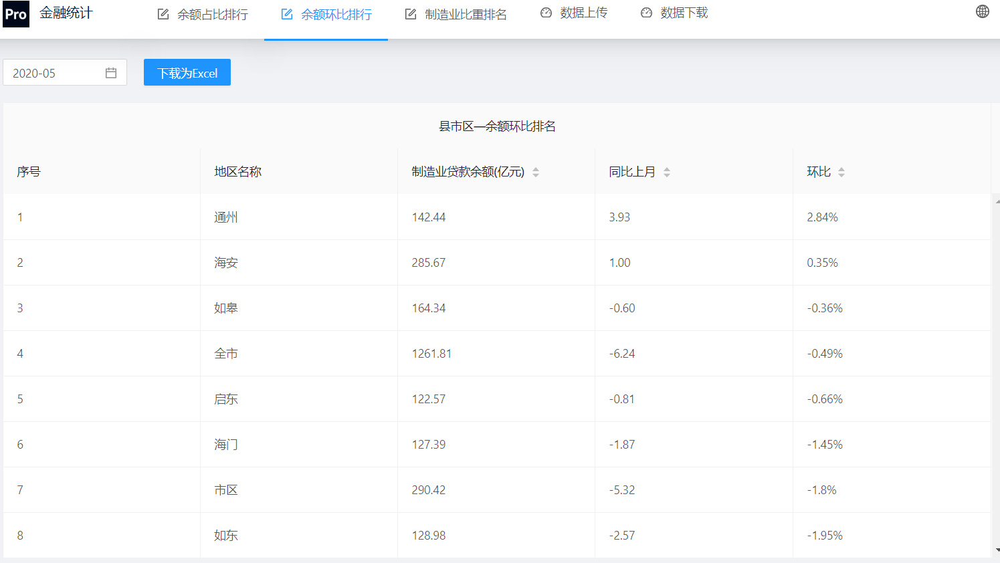 Pro 金融统计 余额占比排行 余额环比排行 制造业比重排名 数据上传 数据下载
2020-05 下载为Excel
县市区—余额环比排名
序号 地区名称 制造业贷款余额(亿元) 同比上月 环比
1 通州 142.44 3.93 2.84%
2 海安 285.67 1.00 0.35%
3 如皋 164.34 -0.60 -0.36%
4 全市 1261.81 -6.24 -0.49%
5 启东 122.57 -0.81 -0.66%
6 海门 127.39 -1.87 -1.45%
7 市区 290.42 -5.32 -1.8%
8 如东 128.98 -2.57 -1.95%